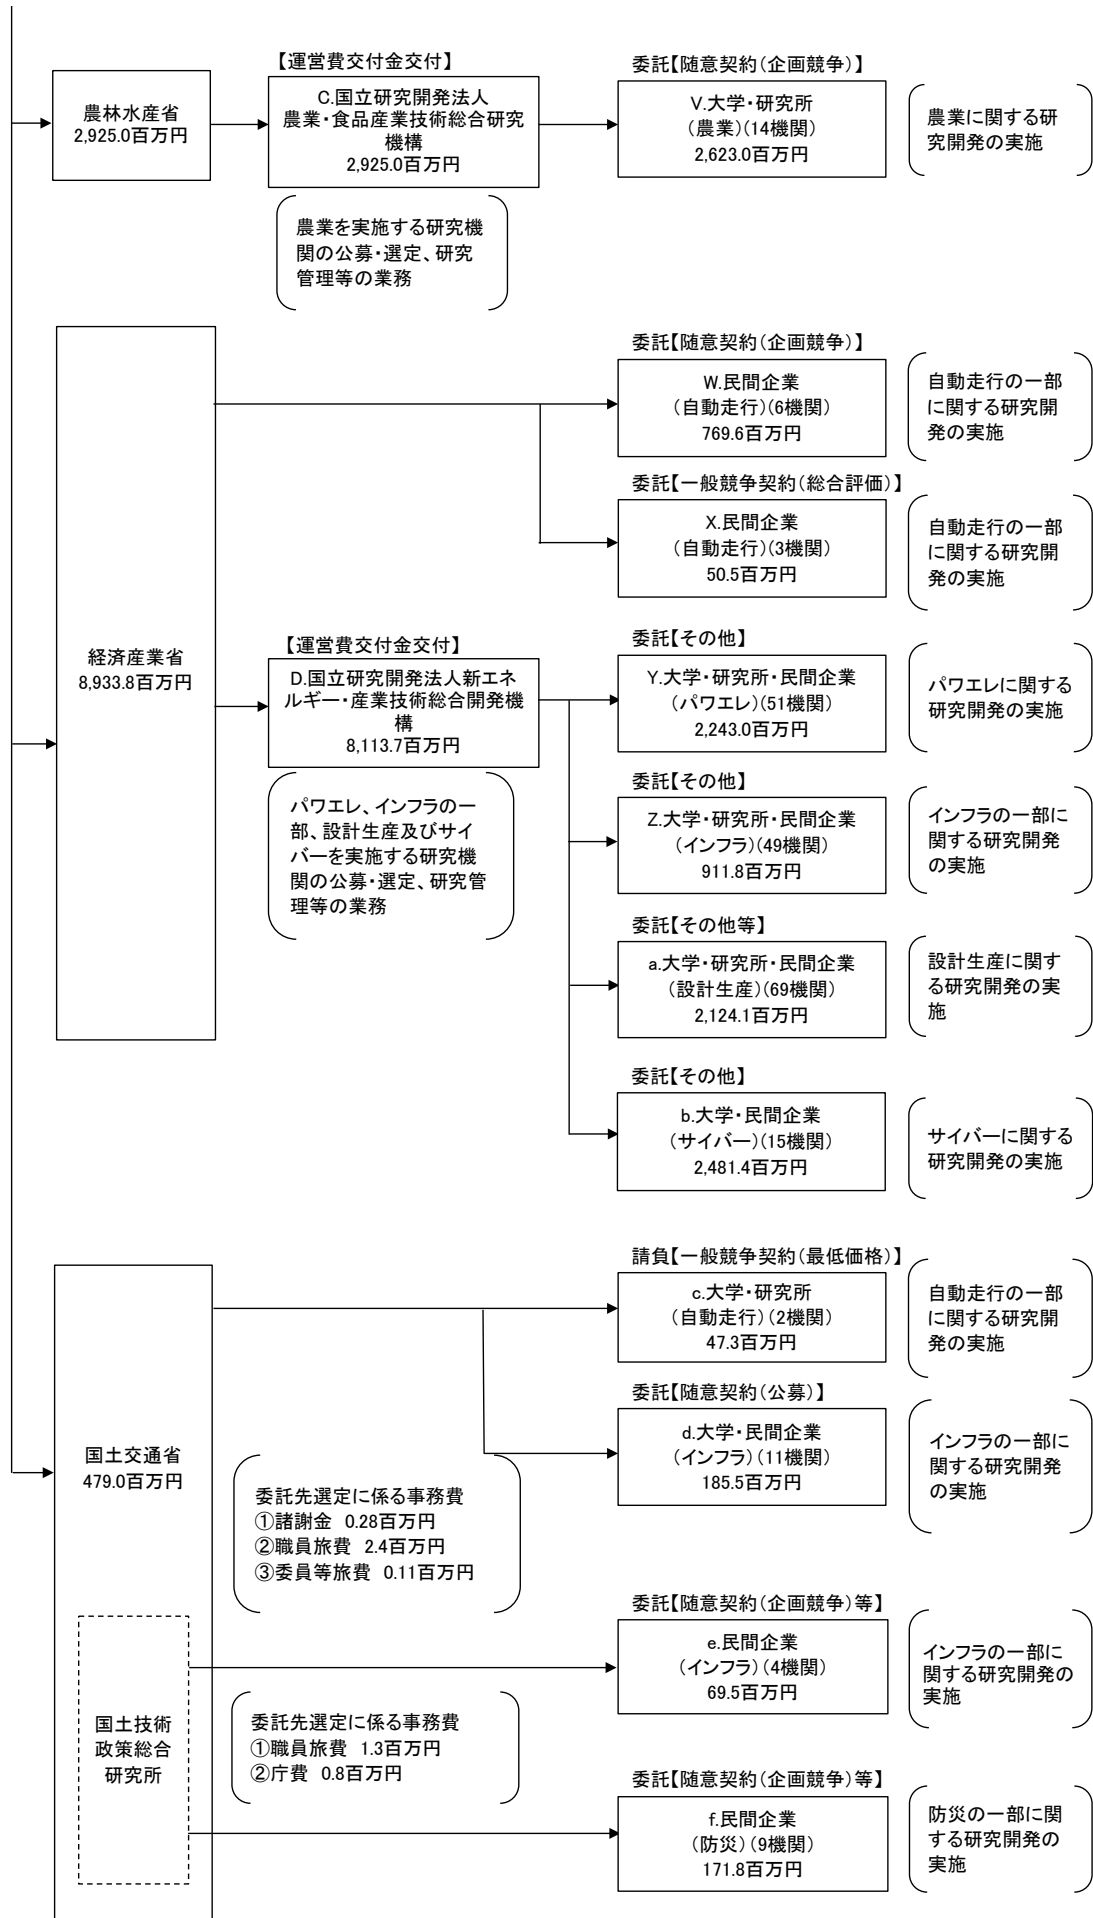 農林水産省
2,925.0百万円
【運営費交付金交付】
C.国立研究開発法人
農業・食品産業技術総合研究
機構
2,925.0百万円
農業を実施する研究機
関の公募・選定、研究
管理等の業務
委託【随意契約(企画競争)】
V.大学・研究所
(農業)(14機関)
2,623.0百万円
農業に関する研
究開発の実施
経済産業省
8,933.8百万円
委託【随意契約(企画競争)】
W.民間企業
(自動走行)(6機関)
769.6百万円
自動走行の一部
に関する研究開
発の実施
委託【一般競争契約(総合評価)】
X.民間企業
(自動走行)(3機関)
50.5百万円
自動走行の一部
に関する研究開
発の実施
【運営費交付金交付】
D.国立研究開発法人新エネ
ルギー・産業技術総合開発機
構
8,113.7百万円
パワエレ、インフラの一
部、設計生産及びサイ
バーを実施する研究機
関の公募・選定、研究管
理等の業務
委託【その他】
Y.大学・研究所・民間企業
(パワエレ)(51機関)
2,243.0百万円
パワエレに関する
研究開発の実施
委託【その他】
Z.大学・研究所・民間企業
(インフラ)(49機関)
911.8百万円
インフラの一部に
関する研究開発
の実施
委託【その他等】
a.大学・研究所・民間企業
(設計生産)(69機関)
2,124.1百万円
設計生産に関す
る研究開発の実
施
委託【その他】
b.大学・民間企業
(サイバー)(15機関)
2,481.4百万円
サイバーに関する
研究開発の実施
国土交通省
479.0百万円
請負【一般競争契約(最低価格)】
c.大学・研究所
(自動走行)(2機関)
47.3百万円
自動走行の一部
に関する研究開
発の実施
委託【随意契約(公募)】
d.大学・民間企業
(インフラ)(11機関)
185.5百万円
インフラの一部に
関する研究開発
の実施
委託先選定に係る事務費
①諸謝金 0.28百万円
②職員旅費 2.4百万円
③委員等旅費 0.11百万円
国土技術
政策総合
研究所
委託【随意契約(企画競争)等】
e.民間企業
(インフラ)(4機関)
69.5百万円
インフラの一部に
関する研究開発の
実施
委託先選定に係る事務費
①職員旅費 1.3百万円
②庁費 0.8百万円
委託【随意契約(企画競争)等】
f.民間企業
(防災)(9機関)
171.8百万円
防災の一部に関
する研究開発の
実施